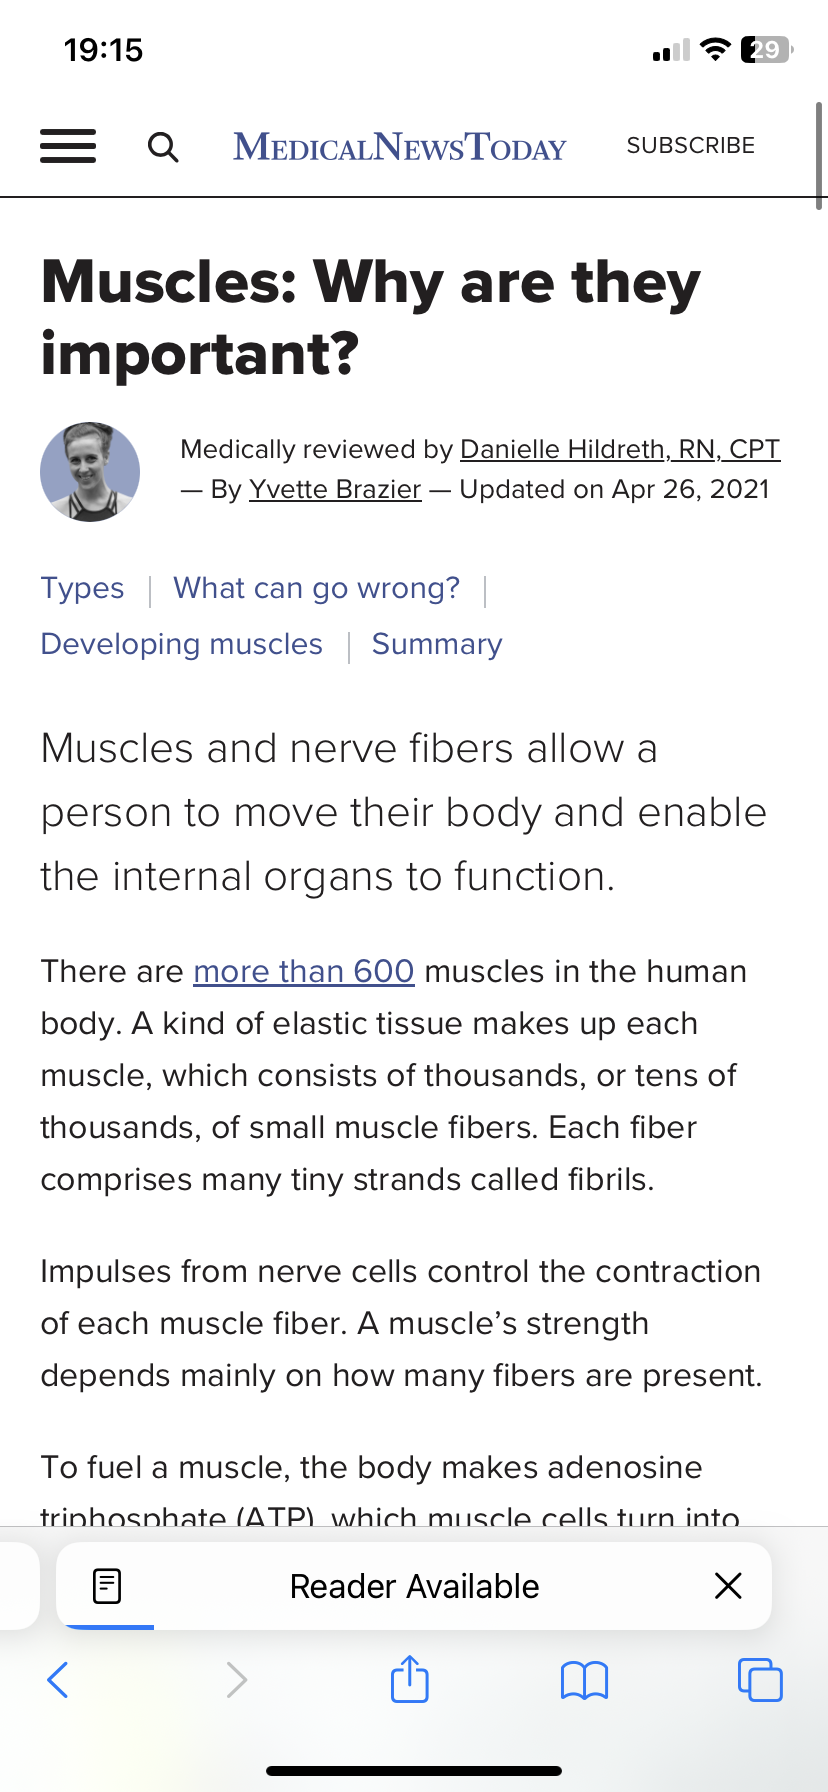 19:15
29
MEDICALNEWSTODAY
SUBSCRIBE
Muscles: Why are they
important?
Medically reviewed by Danielle Hildreth, RN, CPT
— By Yvette Brazier — Updated on Apr 26, 2021
Types | What can go wrong? |
Developing muscles | Summary
Muscles and nerve fibers allow a
person to move their body and enable
the internal organs to function.
There are more than 600 muscles in the human
body. A kind of elastic tissue makes up each
muscle, which consists of thousands, or tens of
thousands, of small muscle fibers. Each fiber
comprises many tiny strands called fibrils.
Impulses from nerve cells control the contraction
of each muscle fiber. A muscle’s strength
depends mainly on how many fibers are present.
To fuel a muscle, the body makes adenosine
triphosphate (ATP), which muscle cells turn into
Reader Available